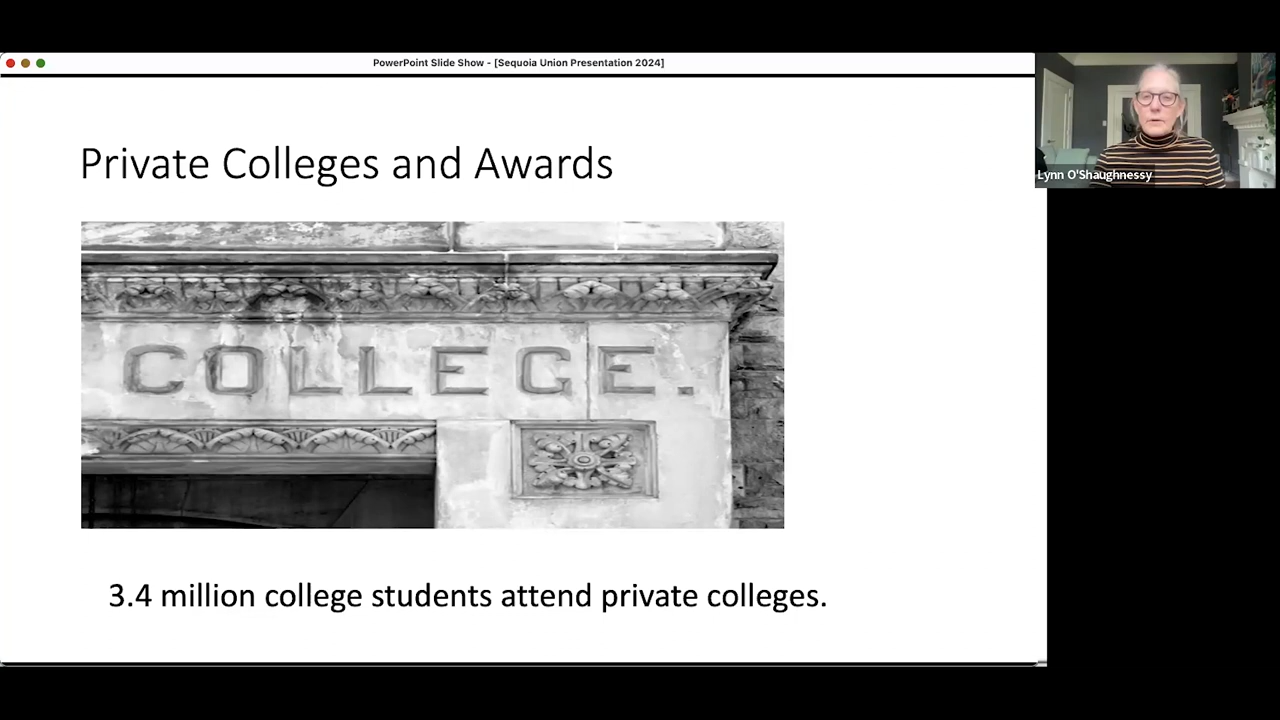 PowerPoint Slide Show - [Sequoia Union Presentation 2024]
Lynn O'Shaughnessy
Private Colleges and Awards
COLLEGE.
3.4 million college students attend private colleges.